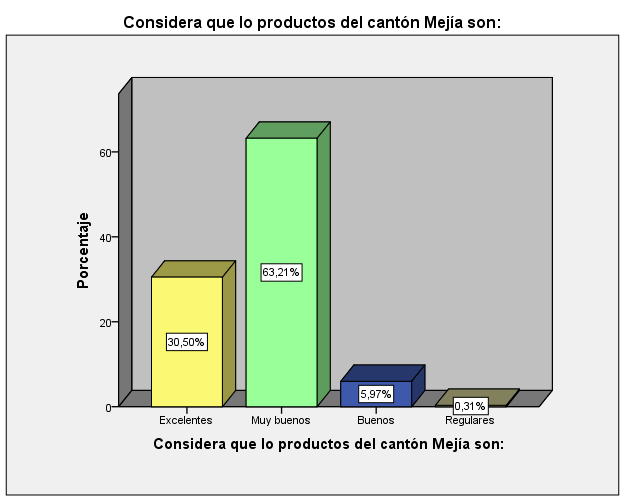 Considera que lo productos del cantón Mejía son:
Porcentaje
60
40
20
0
30,50%
63,21%
5,97%
0,31%
Excelentes
Muy buenos
Buenos
Regulares
Considera que lo productos del cantón Mejía son: